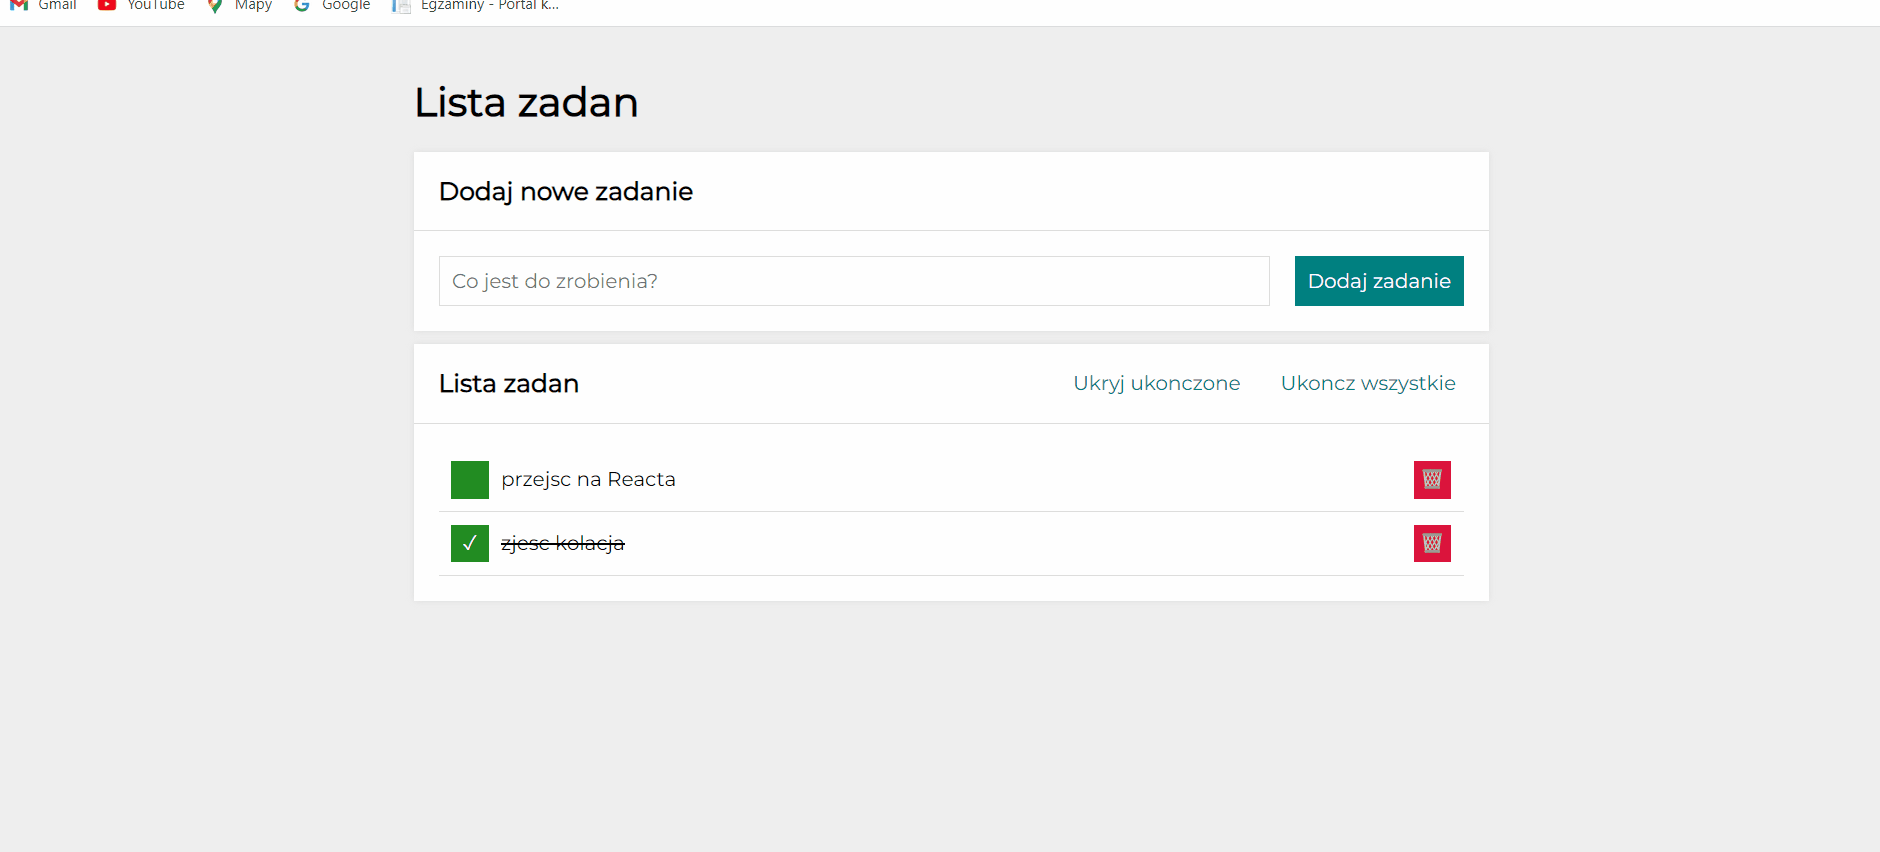 Gmail YouTube Mapy Google Egzaminy - Portal k...
Lista zadan
Dodaj nowe zadanie
Co jest do zrobienia? Dodaj zadanie
Lista zadan Ukryj ukonczone Ukoncz wszystkie
przejsc na Reacta
✓ zjesc kolacja